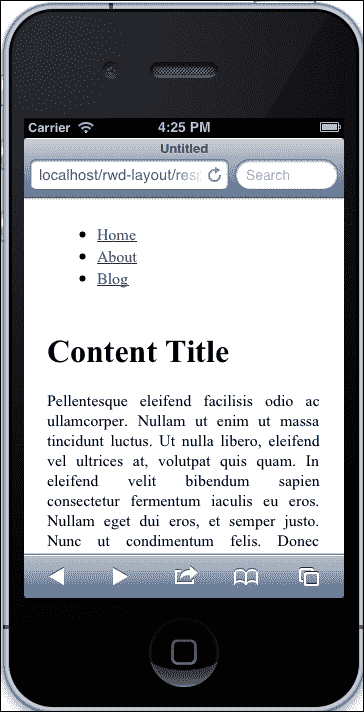 Carrier 4:25 PM
Untitled
localhost/rwd-layout/resp Search
Home
About
Blog
Content Title
Pellentesque eleifend facilisis odio ac
ullamcorper. Nullam ut enim ut massa
tincidunt luctus. Ut nulla libero, eleifend
vel ultrices at, volutpat quis quam. In
eleifend velit bibendum sapien
consectetur fermentum iaculis eu eros.
Nullam eget dui eros, et semper justo.
Nunc ut condimentum felis. Donec